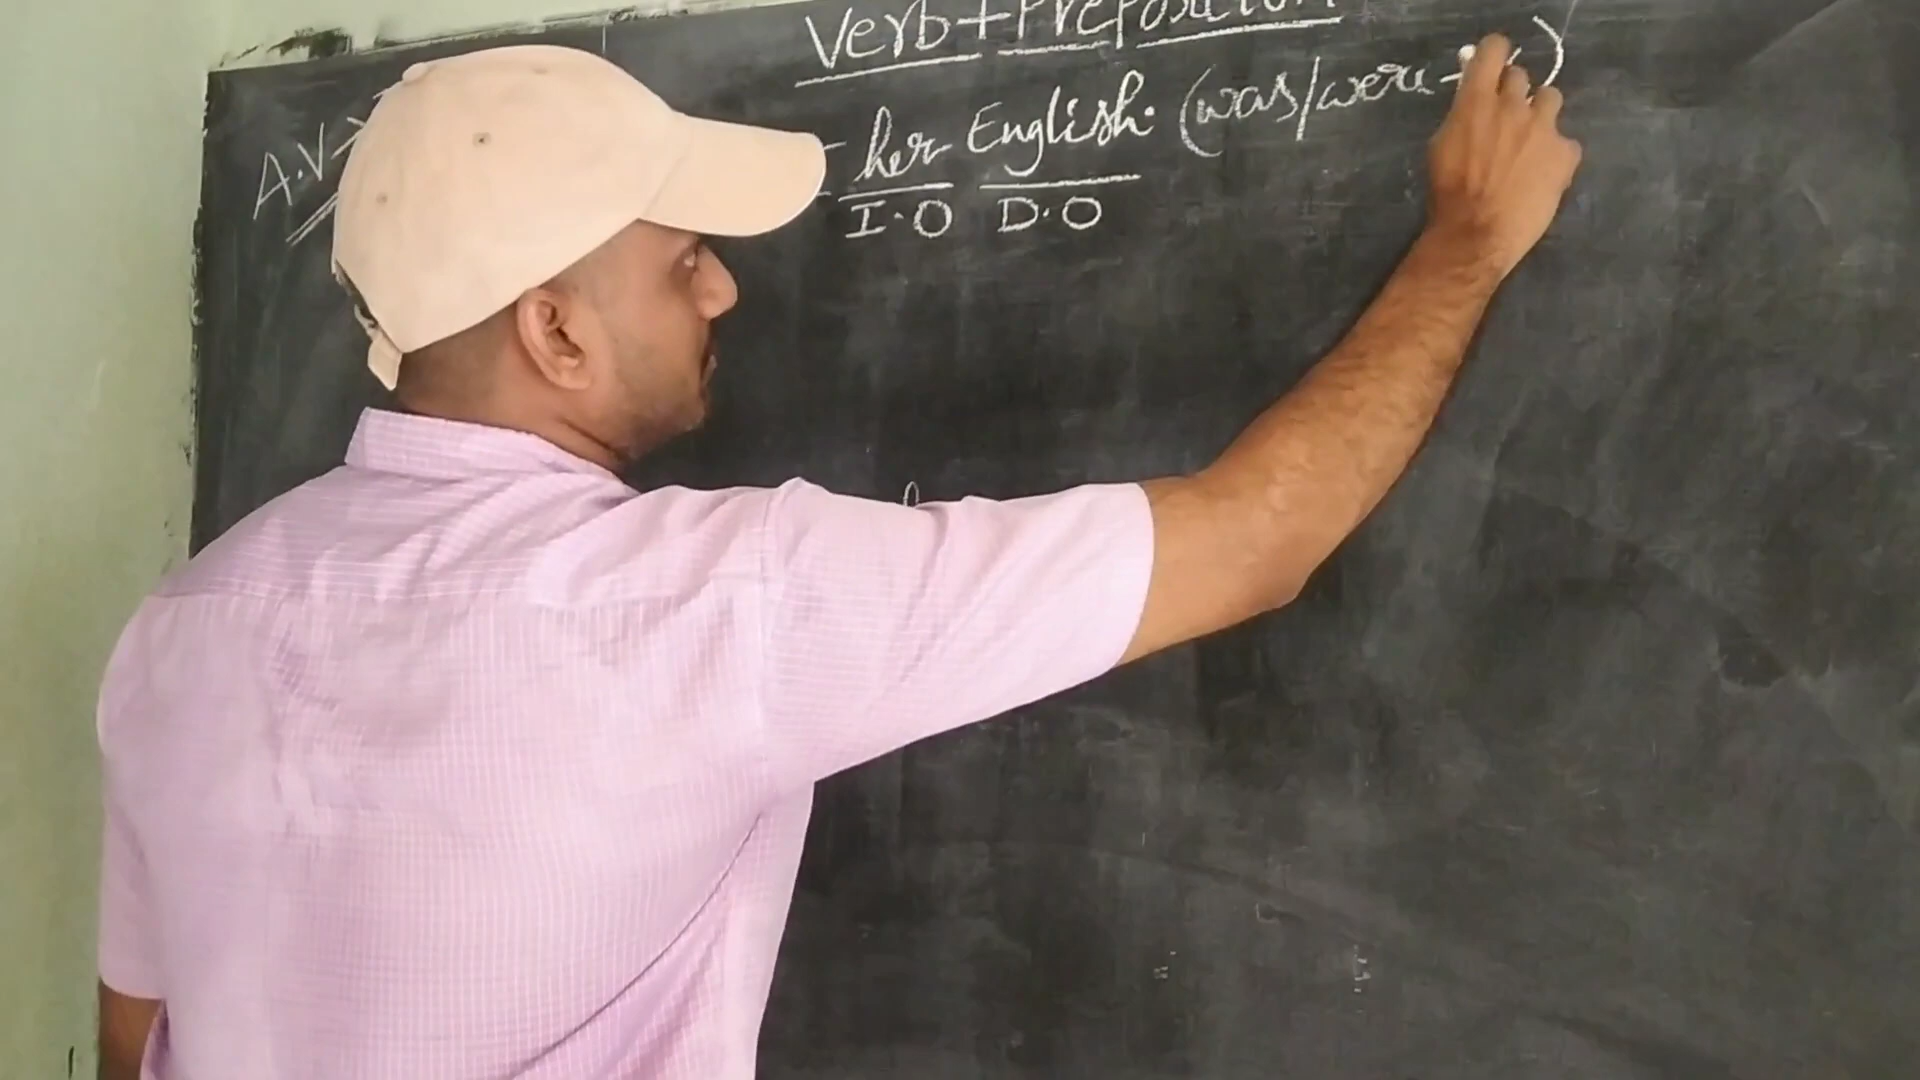 Verb+Preposition
A.V→ her English. (was/were + )
I.O D.O